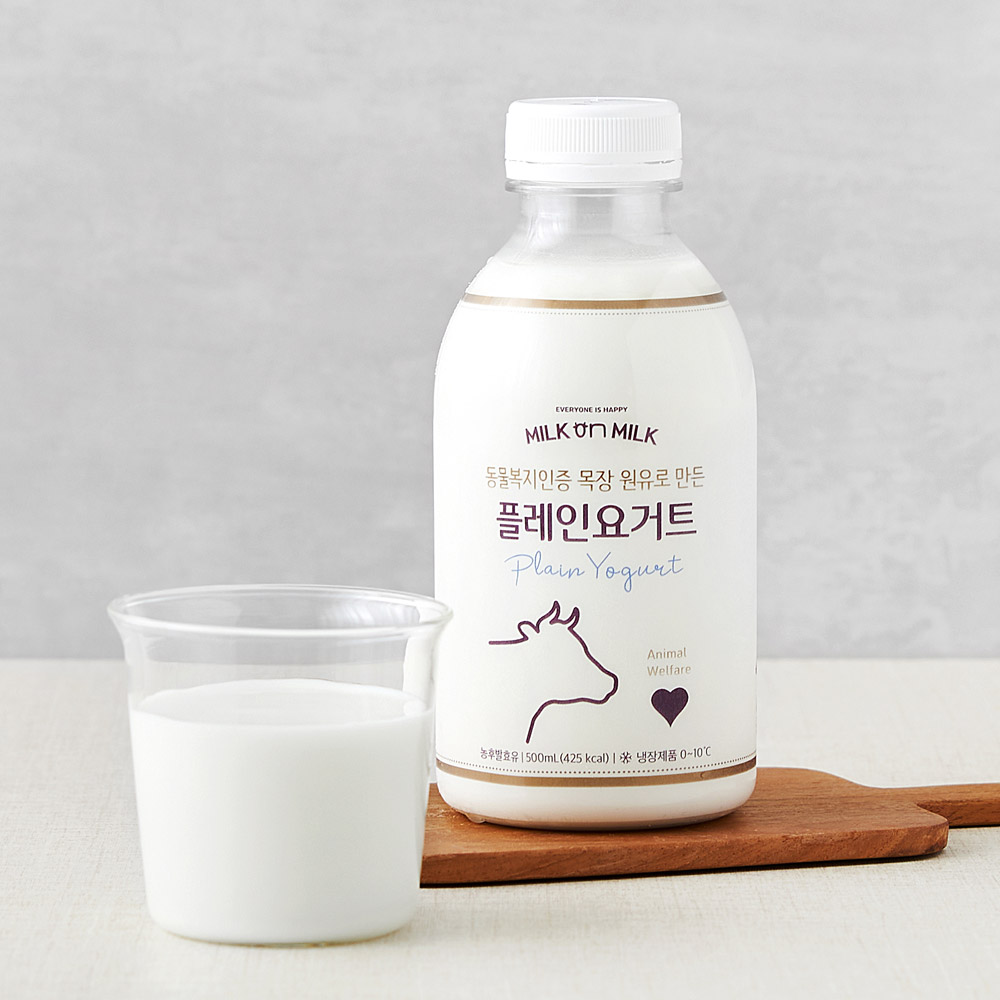 EVERYONE IS HAPPY
MILK on MILK
동물복지인증 목장 원유로 만든
플레인요거트
Plain Yogurt
Animal
Welfare
농후발효유 | 500mL(425 kcal) | 냉장제품 0~10℃